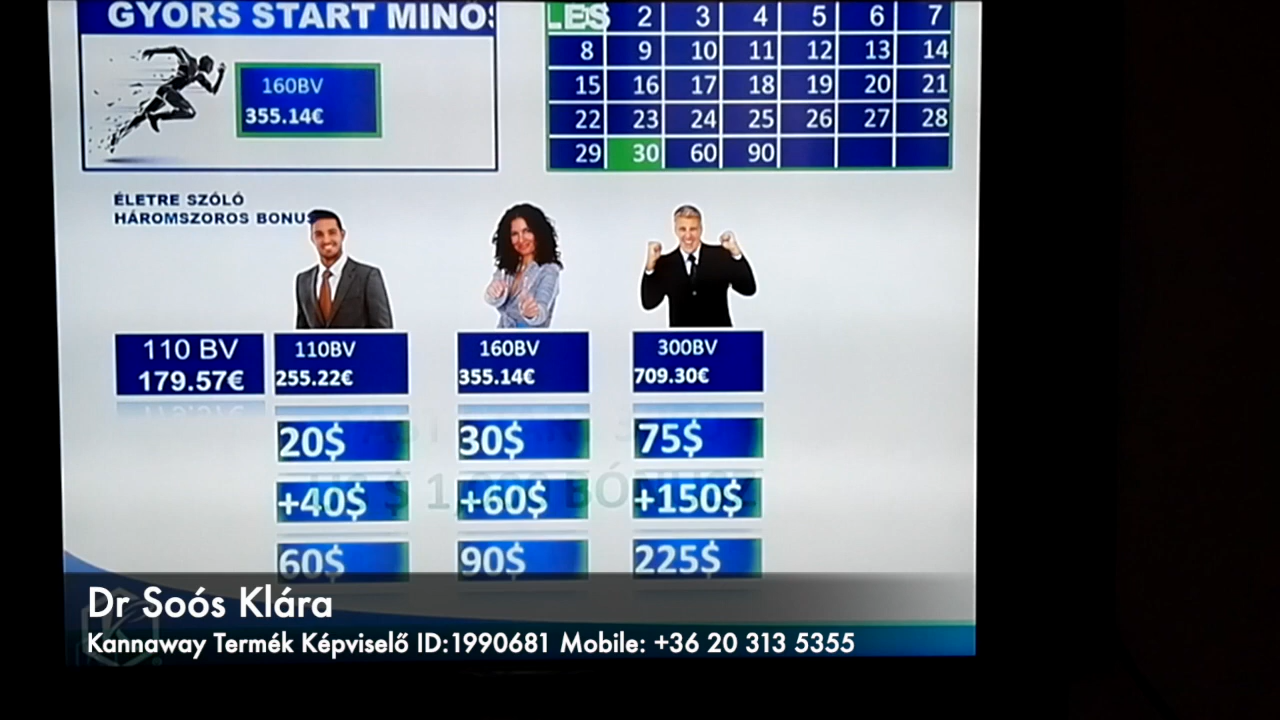 GYORS START MINŐS
LES 2 3 4 5 6 7
160BV
8 9 10 11 12 13 14
355.14€
15 16 17 18 19 20 21
22 23 24 25 26 27 28
29 30 60 90
ÉLETRE SZÓLÓ
HÁROMSZOROS BONUS
110 BV 110BV 160BV 300BV
179.57€ 255.22€ 355.14€ 709.30€
20$ 30$ 75$
+40$ +60$ +150$
60$ 90$ 225$
Dr Soós Klára
Kannaway Termék Képviselő ID:1990681 Mobile: +36 20 313 5355